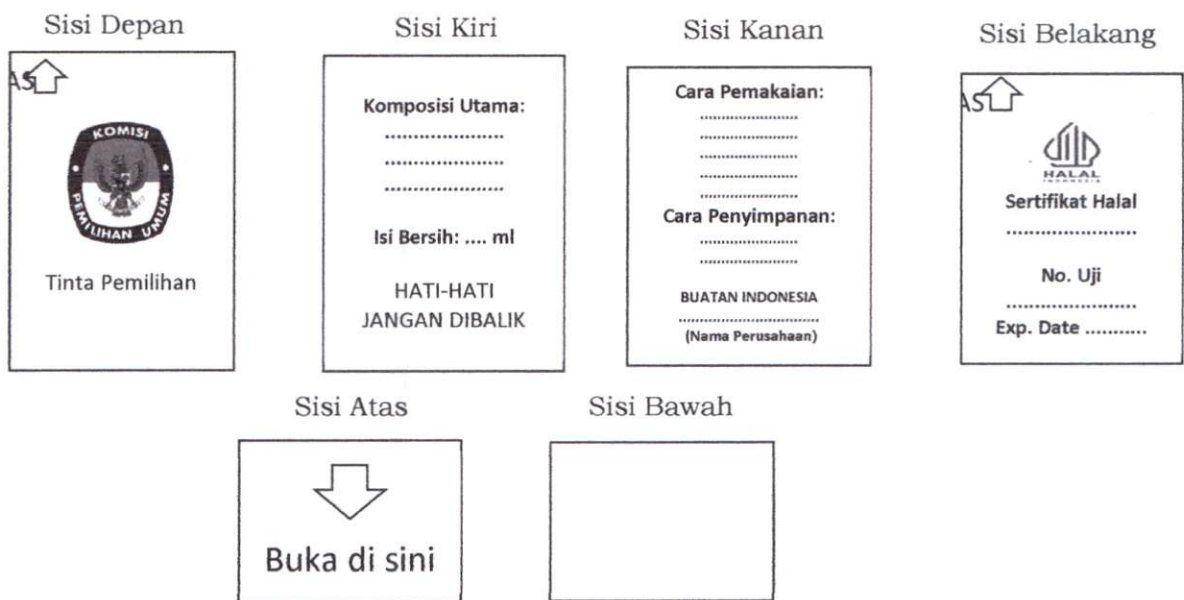 Sisi Depan
AS
KOMISI
PEMILIHAN UMUM
Tinta Pemilihan
Sisi Kiri
Komposisi Utama:
.....................
.....................
.....................
Isi Bersih: .... ml
HATI-HATI
JANGAN DIBALIK
Sisi Kanan
Cara Pemakaian:
.....................
.....................
.....................
.....................
.....................
Cara Penyimpanan:
.....................
.....................
BUATAN INDONESIA
..............................
(Nama Perusahaan)
Sisi Belakang
AS
HALAL
INDONESIA
Sertifikat Halal
.......................
No. Uji
.......................
Exp. Date ...........
Sisi Atas
Buka di sini
Sisi Bawah